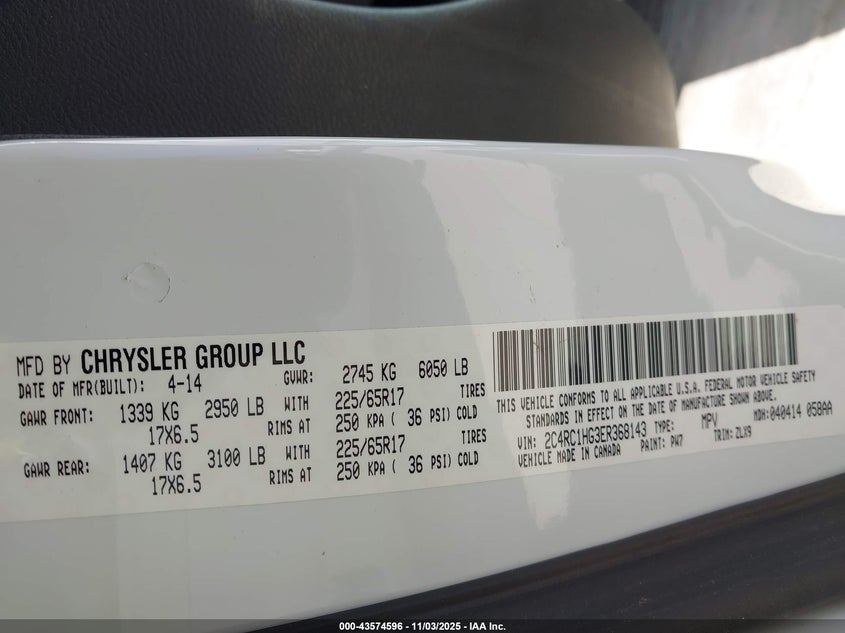 MFD BY CHRYSLER GROUP LLC
DATE OF MFR(BUILT): 4-14 GVWR: 2745 KG 6050 LB
GAWR FRONT: 1339 KG 2950 LB WITH 225/65R17 TIRES
17X6.5 RIMS AT 250 KPA ( 36 PSI) COLD
GAWR REAR: 1407 KG 3100 LB WITH 225/65R17 TIRES
17X6.5 RIMS AT 250 KPA ( 36 PSI) COLD
THIS VEHICLE CONFORMS TO ALL APPLICABLE U.S.A. FEDERAL MOTOR VEHICLE SAFETY
STANDARDS IN EFFECT ON THE DATE OF MANUFACTURE SHOWN ABOVE.
VIN: 2C4RC1HG3ER368143 TYPE: MPV MDH: 040414 058AA
VEHICLE MADE IN CANADA PAINT: PW7 TRIM: ZLX9
000-43574596 - 11/03/2025 - IAA Inc.